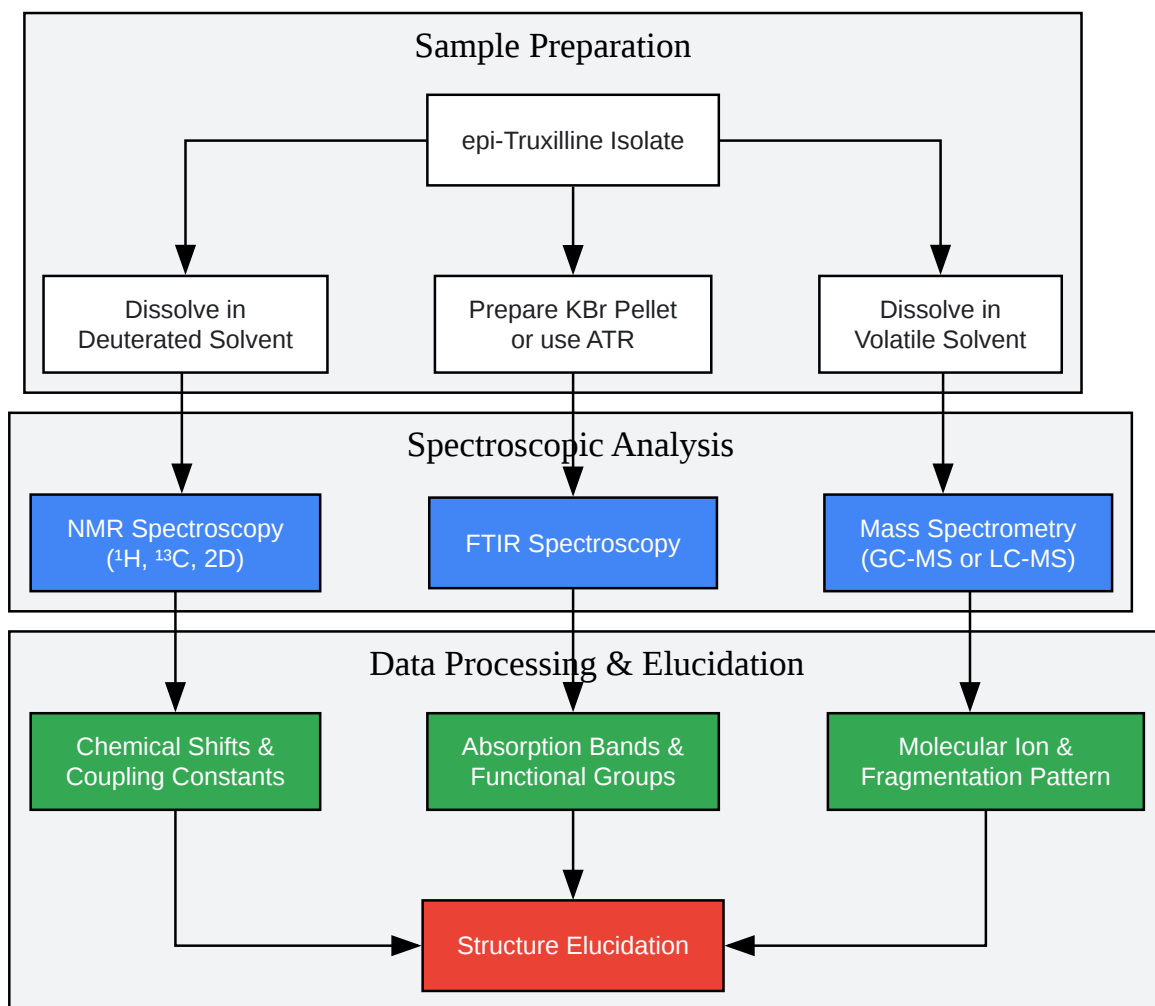 Sample Preparation
epi-Truxilline Isolate
Dissolve in
Deuterated Solvent
Prepare KBr Pellet
or use ATR
Dissolve in
Volatile Solvent
Spectroscopic Analysis
NMR Spectroscopy
(¹H, ¹³C, 2D)
FTIR Spectroscopy
Mass Spectrometry
(GC-MS or LC-MS)
Data Processing & Elucidation
Chemical Shifts &
Coupling Constants
Absorption Bands &
Functional Groups
Molecular Ion &
Fragmentation Pattern
Structure Elucidation